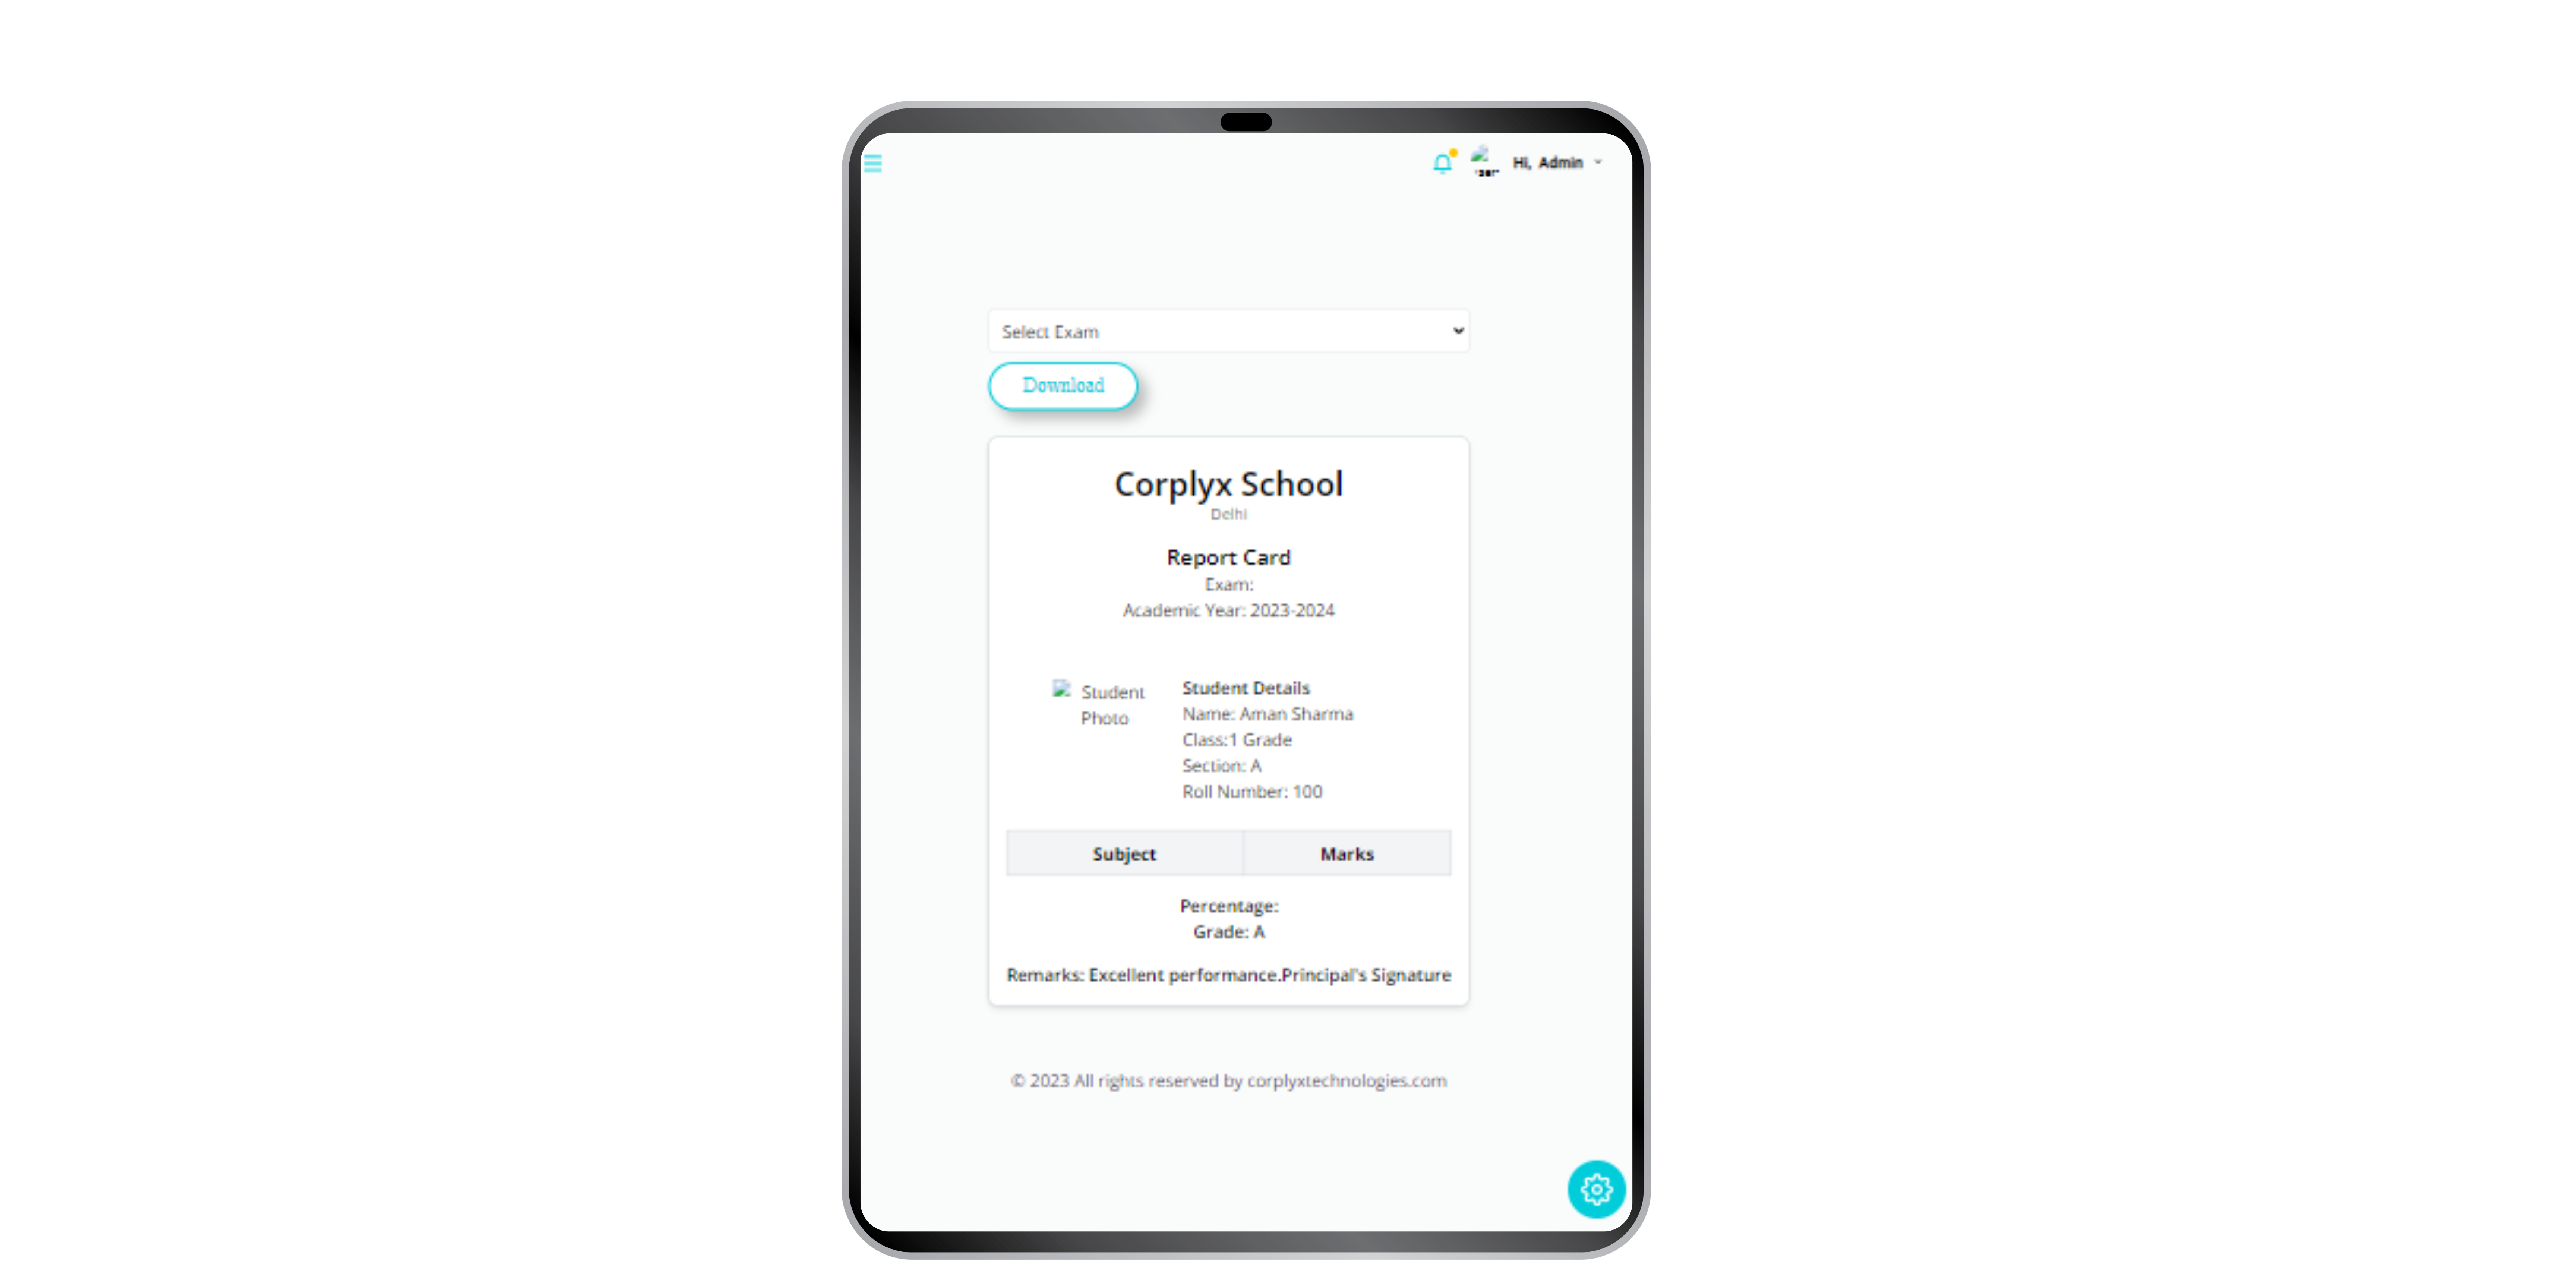 Hi, Admin
Select Exam
Download
Corplyx School
Delhi
Report Card
Exam:
Academic Year: 2023-2024
Student
Photo
Student Details
Name: Aman Sharma
Class:1 Grade
Section: A
Roll Number: 100
Subject Marks
Percentage:
Grade: A
Remarks: Excellent performance.Principal's Signature
© 2023 All rights reserved by corplyxtechnologies.com